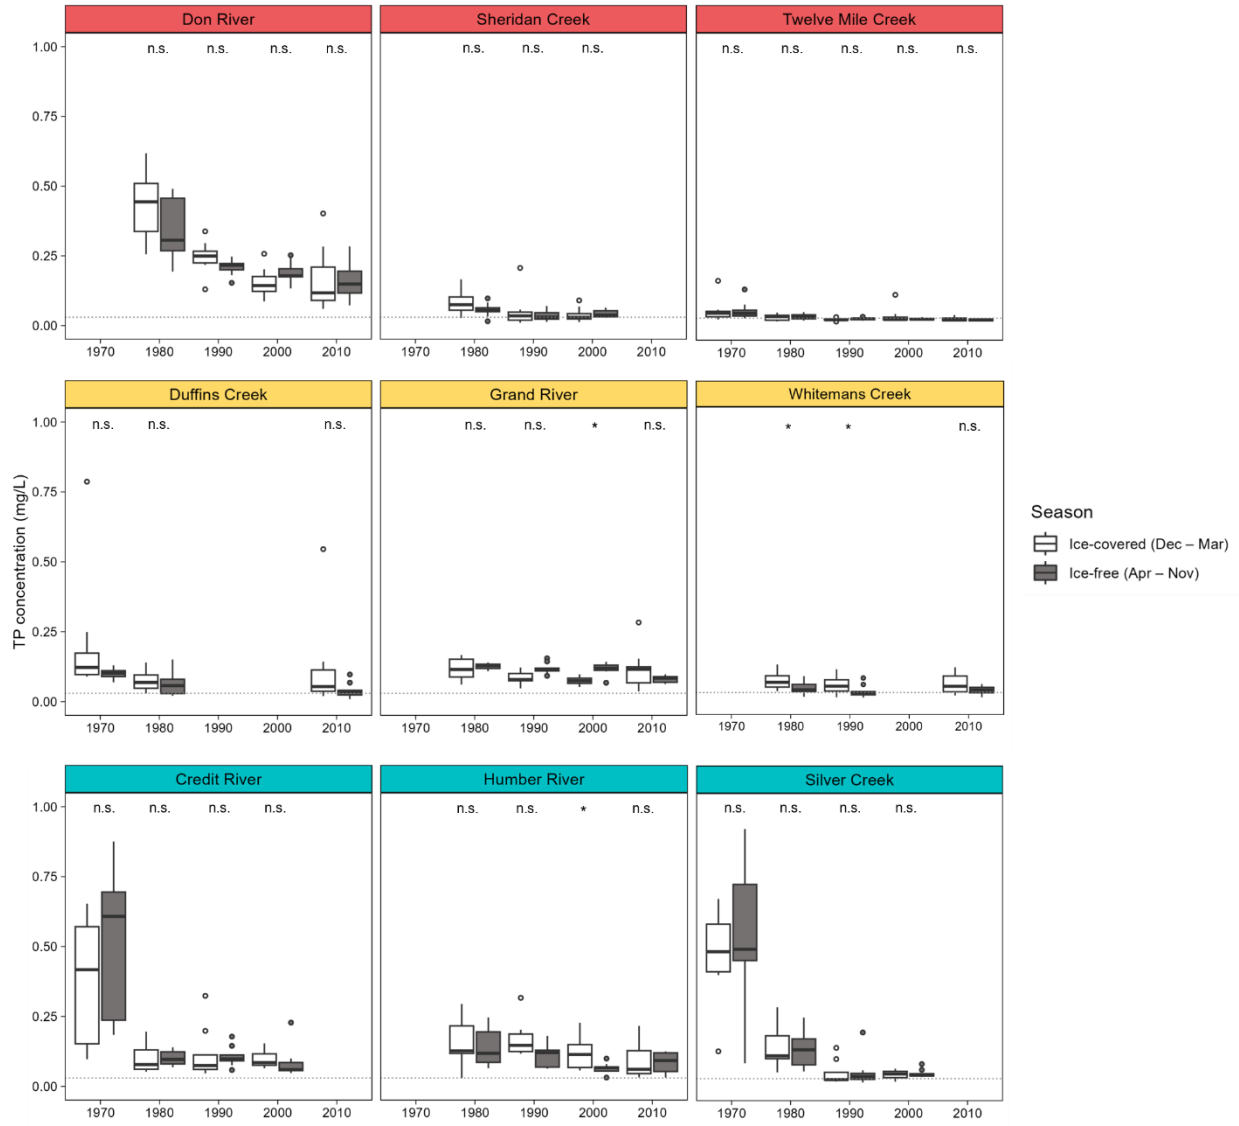 Don River
Sheridan Creek
Twelve Mile Creek
1.00
n.s. n.s. n.s. n.s.
n.s. n.s. n.s.
n.s. n.s. n.s. n.s. n.s.
0.75
0.50
0.25
0.00
1970 1980 1990 2000 2010
1970 1980 1990 2000 2010
1970 1980 1990 2000 2010
Duffins Creek
Grand River
Whitemans Creek
1.00
n.s. n.s. n.s.
n.s. n.s. * n.s.
* * n.s.
0.75
0.50
0.25
0.00
TP concentration (mg/L)
1970 1980 1990 2000 2010
1970 1980 1990 2000 2010
1970 1980 1990 2000 2010
Season
Ice-covered (Dec – Mar)
Ice-free (Apr – Nov)
Credit River
Humber River
Silver Creek
1.00
n.s. n.s. n.s. n.s.
n.s. n.s. * n.s.
n.s. n.s. n.s. n.s.
0.75
0.50
0.25
0.00
1970 1980 1990 2000 2010
1970 1980 1990 2000 2010
1970 1980 1990 2000 2010